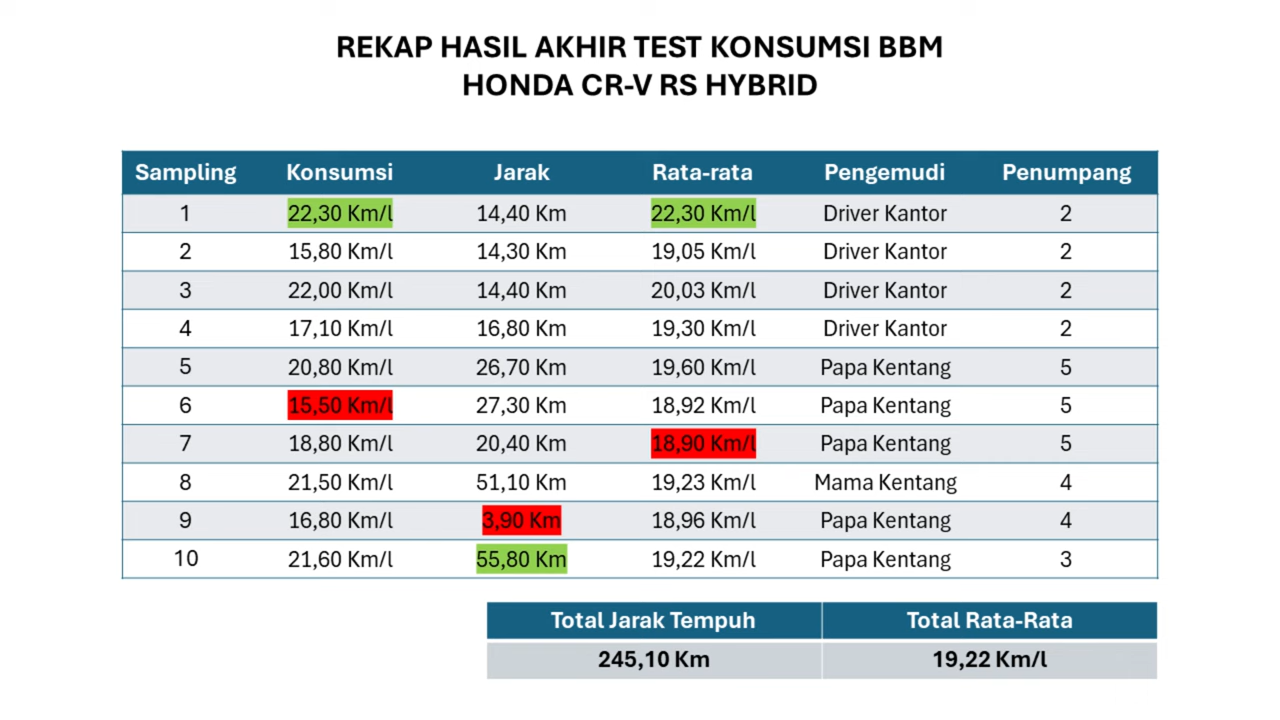 REKAP HASIL AKHIR TEST KONSUMSI BBM
HONDA CR-V RS HYBRID
Sampling Konsumsi Jarak Rata-rata Pengemudi Penumpang
1 22,30 Km/l 14,40 Km 22,30 Km/l Driver Kantor 2
2 15,80 Km/l 14,30 Km 19,05 Km/l Driver Kantor 2
3 22,00 Km/l 14,40 Km 20,03 Km/l Driver Kantor 2
4 17,10 Km/l 16,80 Km 19,30 Km/l Driver Kantor 2
5 20,80 Km/l 26,70 Km 19,60 Km/l Papa Kentang 5
6 15,50 Km/l 27,30 Km 18,92 Km/l Papa Kentang 5
7 18,80 Km/l 20,40 Km 18,90 Km/l Papa Kentang 5
8 21,50 Km/l 51,10 Km 19,23 Km/l Mama Kentang 4
9 16,80 Km/l 3,90 Km 18,96 Km/l Papa Kentang 4
10 21,60 Km/l 55,80 Km 19,22 Km/l Papa Kentang 3
Total Jarak Tempuh Total Rata-Rata
245,10 Km 19,22 Km/l